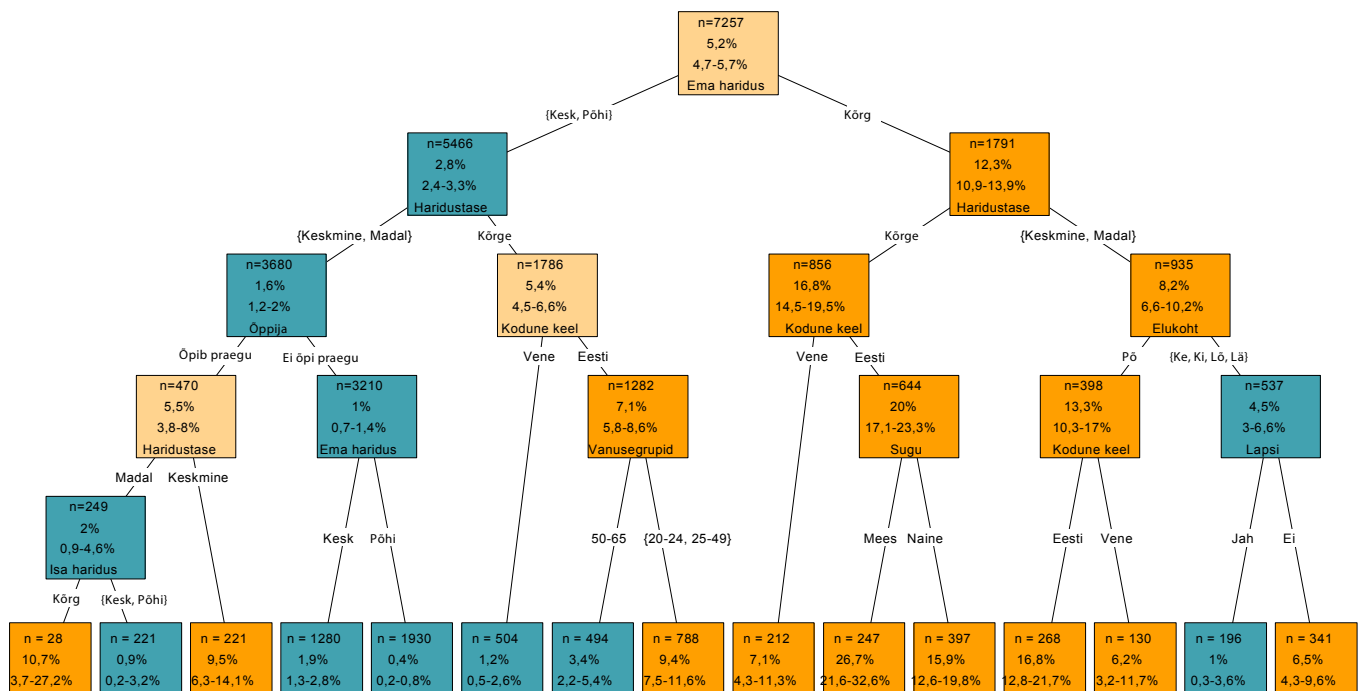 n=7257
5,2%
4,7-5,7%
Ema haridus
{Kesk, Põhi}
Kõrg
n=5466
2,8%
2,4-3,3%
Haridustase
n=1791
12,3%
10,9-13,9%
Haridustase
{Keskmine, Madal}
Kõrge
Kõrge
{Keskmine, Madal}
n=3680
1,6%
1,2-2%
Õppija
n=1786
5,4%
4,5-6,6%
Kodune keel
n=856
16,8%
14,5-19,5%
Kodune keel
n=935
8,2%
6,6-10,2%
Elukoht
Õpib praegu
Ei õpi praegu
Vene
Eesti
Vene
Eesti
Põ
{Ke, Ki, Lõ, Lä}
n=470
5,5%
3,8-8%
Haridustase
n=3210
1%
0,7-1,4%
Ema haridus
n=1282
7,1%
5,8-8,6%
Vanusegrupid
n=644
20%
17,1-23,3%
Sugu
n=398
13,3%
10,3-17%
Kodune keel
n=537
4,5%
3-6,6%
Lapsi
Madal
Keskmine
n=249
2%
0,9-4,6%
Isa haridus
Kesk
Põhi
50-65
{20-24, 25-49}
Mees
Naine
Eesti
Vene
Jah
Ei
Kõrg
{Kesk, Põhi}
n = 28
10,7%
3,7-27,2%
n = 221
0,9%
0,2-3,2%
n = 221
9,5%
6,3-14,1%
n = 1280
1,9%
1,3-2,8%
n = 1930
0,4%
0,2-0,8%
n = 504
1,2%
0,5-2,6%
n = 494
3,4%
2,2-5,4%
n = 788
9,4%
7,5-11,6%
n = 212
7,1%
4,3-11,3%
n = 247
26,7%
21,6-32,6%
n = 397
15,9%
12,6-19,8%
n = 268
16,8%
12,8-21,7%
n = 130
6,2%
3,2-11,7%
n = 196
1%
0,3-3,6%
n = 341
6,5%
4,3-9,6%